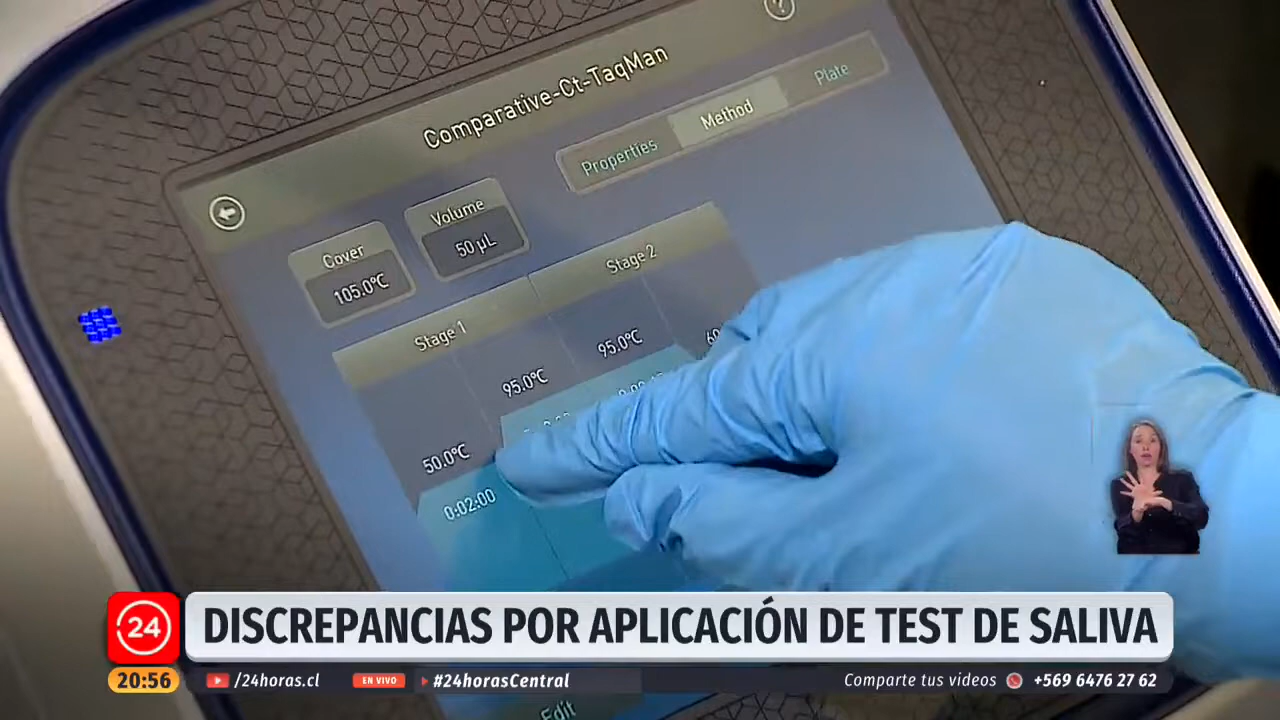 Comparative-Ct-TaqMan
?
Properties
Method
Plate
Cover
105.0°C
Volume
50 µL
Stage 1
Stage 2
50.0°C
95.0°C
95.0°C
0:02:00
24
DISCREPANCIAS POR APLICACIÓN DE TEST DE SALIVA
20:56
/24horas.cl
EN VIVO
#24horasCentral
Comparte tus videos
+569 6476 27 62
Edit